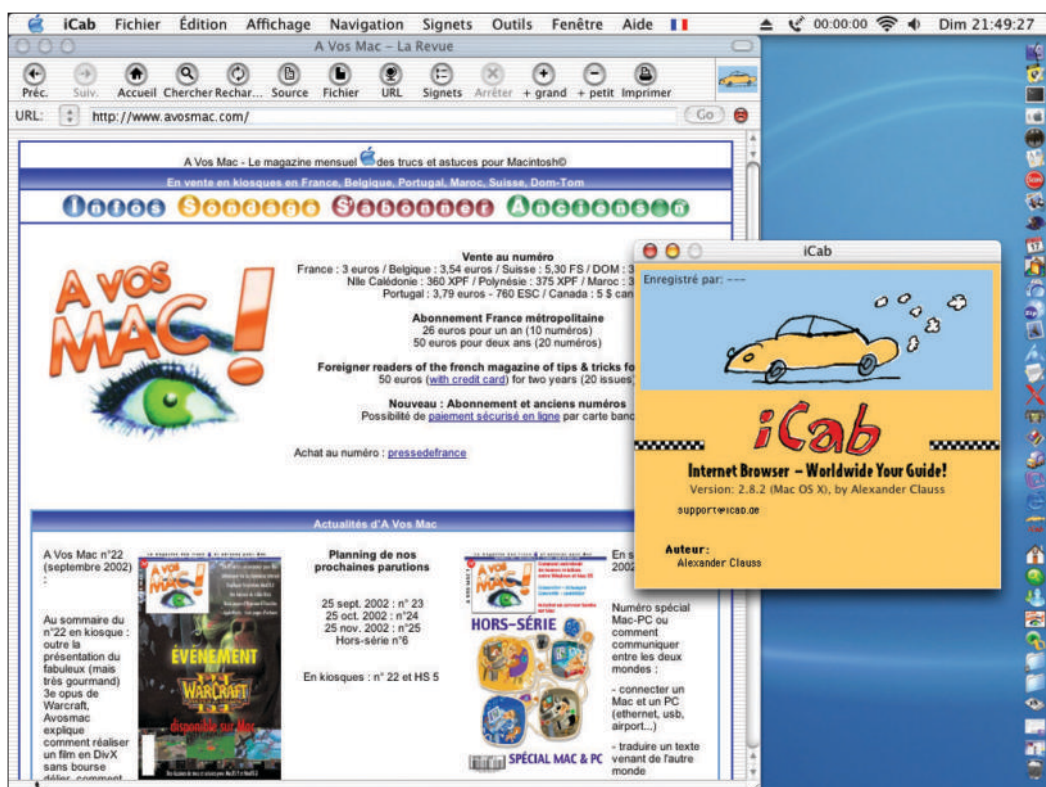 iCab Fichier Édition Affichage Navigation Signets Outils Fenêtre Aide 00:00:00 Dim 21:49:27
A Vos Mac – La Revue
Préc. Suiv. Accueil Chercher Rechar... Source Fichier URL Signets Arrêter + grand + petit Imprimer
URL: http://www.avosmac.com/ Go
A Vos Mac - Le magazine mensuel des trucs et astuces pour Macintosh©
En vente en kiosques en France, Belgique, Portugal, Maroc, Suisse, Dom-Tom
Infos Sondage S'abonner Anciensn
A VOS
MAC!
Vente au numéro
France : 3 euros / Belgique : 3,54 euros / Suisse : 5,30 FS / DOM : 3
Nlle Calédonie : 360 XPF / Polynésie : 375 XPF / Maroc : 3
Portugal : 3,79 euros - 760 ESC / Canada : 5 $ can
Abonnement France métropolitaine
26 euros pour un an (10 numéros)
50 euros pour deux ans (20 numéros)
Foreigner readers of the french magazine of tips & tricks fo
50 euros (with credit card) for two years (20 issues)
Nouveau : Abonnement et anciens numéros
Possibilité de paiement sécurisé en ligne par carte banc
Achat au numéro : pressedefrance
iCab
Enregistré par: ---
iCab
Internet Browser – Worldwide Your Guide!
Version: 2.8.2 (Mac OS X), by Alexander Clauss
support@icab.de
Auteur:
Alexander Clauss
Actualités d'A Vos Mac
A Vos Mac n°22
(septembre 2002)
:
Au sommaire du
n°22 en kiosque :
outre la
présentation du
fabuleux (mais
très gourmand)
3e opus de
Warcraft,
Avosmac
explique
comment réaliser
un film en DivX
sans bourse
délier, comment
A VOS
MAC!
ÉVÉNEMENT
WARCRAFT
III
disponible sur Mac
Planning de nos
prochaines parutions
25 sept. 2002 : n° 23
25 oct. 2002 : n°24
25 nov. 2002 : n°25
Hors-série n°6
En kiosques : n° 22 et HS 5
A VOS
MAC!
HORS-SÉRIE
SPÉCIAL MAC & PC
En s
2002
Numéro spécial
Mac-PC ou
comment
communiquer
entre les deux
mondes :
- connecter un
Mac et un PC
(ethernet, usb,
airport...)
- traduire un texte
venant de l'autre
monde
17